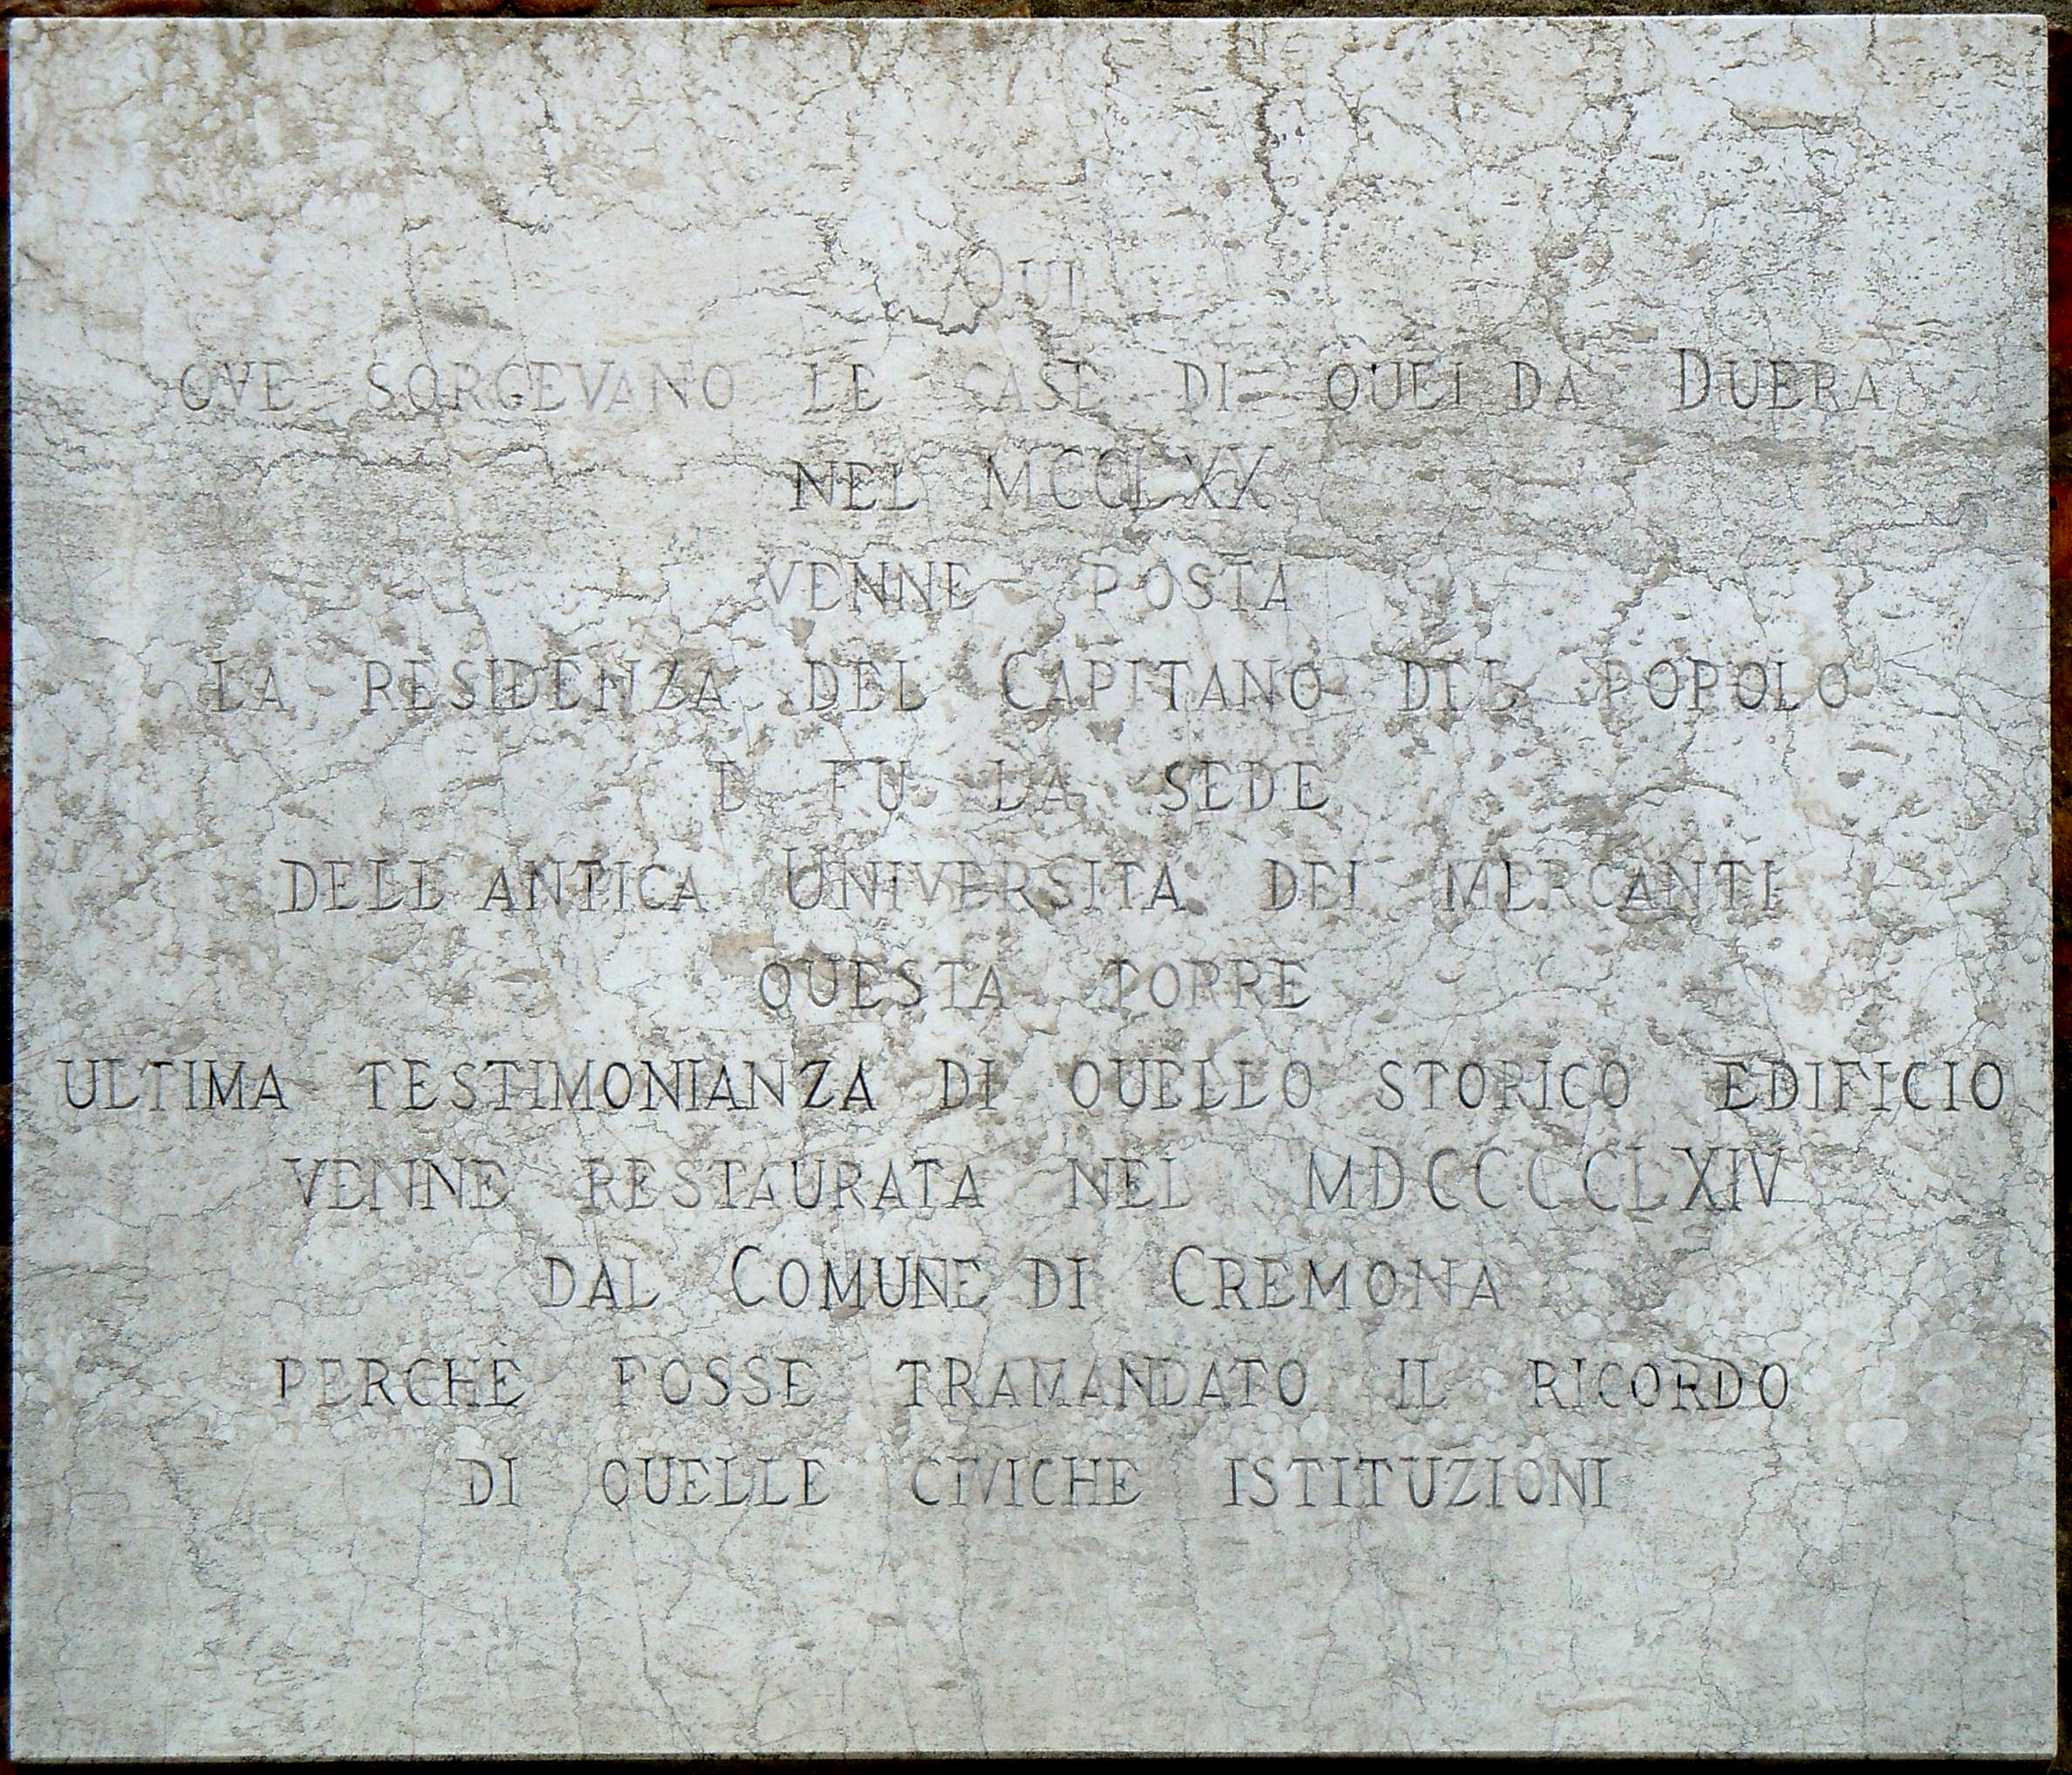 QUI
OVE SORGEVANO LE CASE DI QUEI DA DUERA
NEL MCCLXX
VENNE POSTA
LA RESIDENZA DEL CAPITANO DEL POPOLO
E FU LA SEDE
DELL'ANTICA UNIVERSITA DEI MERCANTI
QUESTA TORRE
ULTIMA TESTIMONIANZA DI QUELLO STORICO EDIFICIO
VENNE RESTAURATA NEL MDCCCCCLXIV
DAL COMUNE DI CREMONA
PERCHÈ FOSSE TRAMANDATO IL RICORDO
DI QUELLE CIVICHE ISTITUZIONI